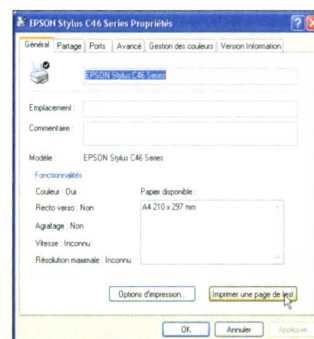 EPSON Stylus C46 Series Propriétés
Général Partage Ports Avancé Gestion des couleurs Version Information
EPSON Stylus C46 Series
Emplacement :
Commentaire :
Modèle : EPSON Stylus C46 Series
Fonctionnalités
Couleur : Oui Papier disponible :
Recto verso : Non A4 210 x 297 mm
Agrafage : Non
Vitesse : Inconnu
Résolution maximale : Inconnu
Options d'impression... Imprimer une page de test
OK Annuler Appliquer